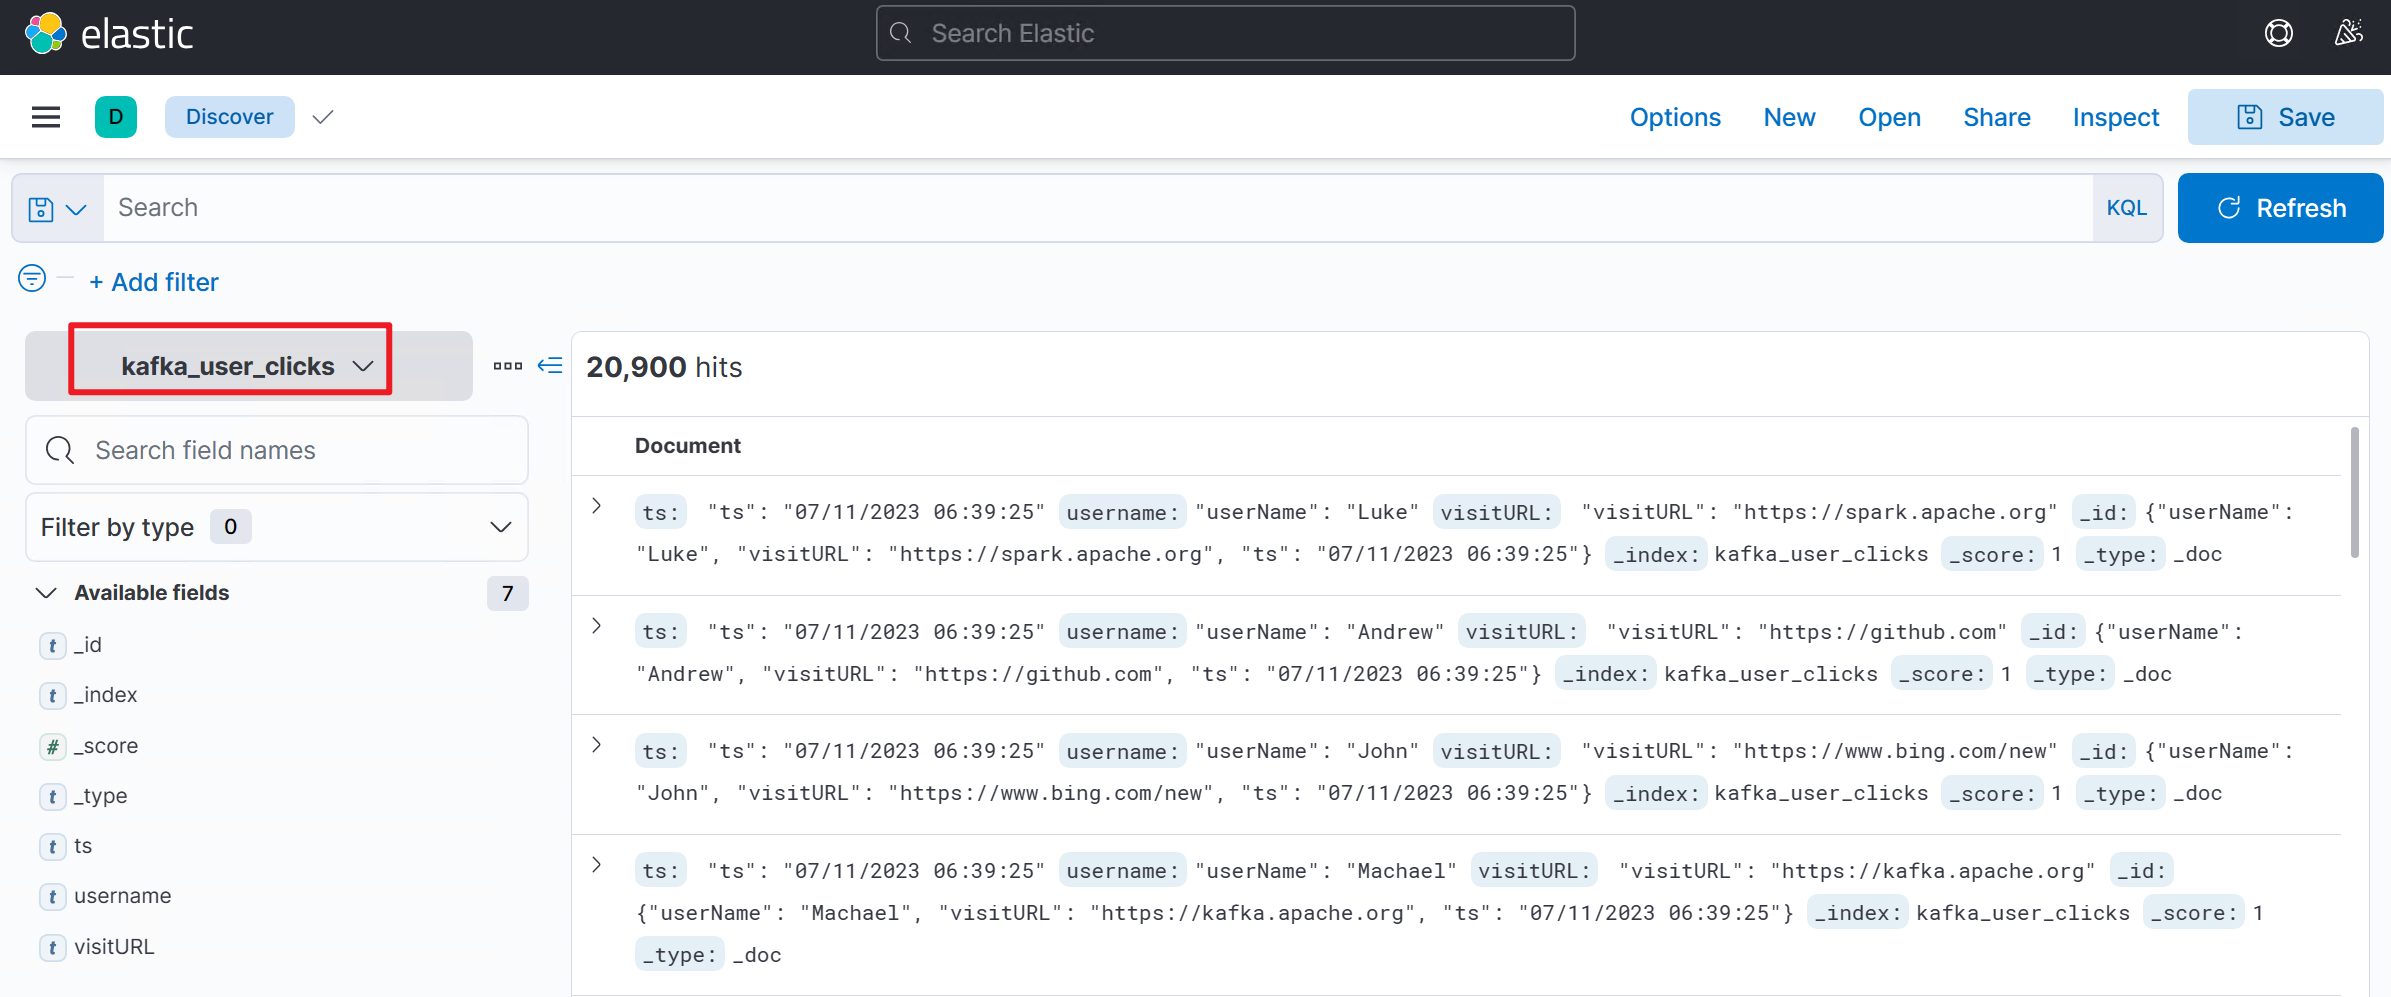 elastic
Search Elastic
D
Discover
Options
New
Open
Share
Inspect
Save
Search
KQL
Refresh
+ Add filter
kafka_user_clicks
20,900 hits
Search field names
Filter by type 0
Available fields 7
t _id
t _index
# _score
t _type
t ts
t username
t visitURL
Document
ts: "ts": "07/11/2023 06:39:25" username: "userName": "Luke" visitURL: "visitURL": "https://spark.apache.org" _id: {"userName":
"Luke", "visitURL": "https://spark.apache.org", "ts": "07/11/2023 06:39:25"} _index: kafka_user_clicks _score: 1 _type: _doc
ts: "ts": "07/11/2023 06:39:25" username: "userName": "Andrew" visitURL: "visitURL": "https://github.com" _id: {"userName":
"Andrew", "visitURL": "https://github.com", "ts": "07/11/2023 06:39:25"} _index: kafka_user_clicks _score: 1 _type: _doc
ts: "ts": "07/11/2023 06:39:25" username: "userName": "John" visitURL: "visitURL": "https://www.bing.com/new" _id: {"userName":
"John", "visitURL": "https://www.bing.com/new", "ts": "07/11/2023 06:39:25"} _index: kafka_user_clicks _score: 1 _type: _doc
ts: "ts": "07/11/2023 06:39:25" username: "userName": "Machael" visitURL: "visitURL": "https://kafka.apache.org" _id:
{"userName": "Machael", "visitURL": "https://kafka.apache.org", "ts": "07/11/2023 06:39:25"} _index: kafka_user_clicks _score: 1
_type: _doc